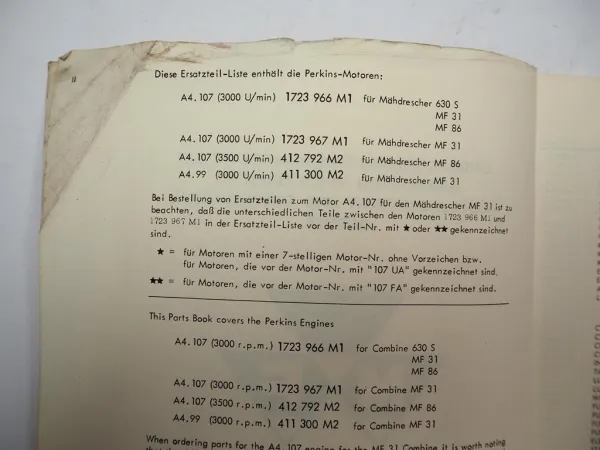 II
Diese Ersatzteil-Liste enthält die Perkins-Motoren:
A4.107 (3000 U/min) 1723 966 M1 für Mähdrescher 630 S
MF 31
MF 86
A4.107 (3000 U/min) 1723 967 M1 für Mähdrescher MF 31
A4.107 (3500 U/min) 412 792 M2 für Mähdrescher MF 86
A4.99 (3000 U/min) 411 300 M2 für Mähdrescher MF 31
Bei Bestellung von Ersatzteilen zum Motor A4.107 für den Mähdrescher MF 31 ist zu
beachten, daß die unterschiedlichen Teile zwischen den Motoren 1723 966 M1 und
1723 967 M1 in der Ersatzteil-Liste vor der Teil-Nr. mit ★ oder ★★ gekennzeichnet
sind.
★ = für Motoren mit einer 7-stelligen Motor-Nr. ohne Vorzeichen bzw.
für Motoren, die vor der Motor-Nr. mit "107 UA" gekennzeichnet sind.
★★ = für Motoren, die vor der Motor-Nr. mit "107 FA" gekennzeichnet sind.
This Parts Book covers the Perkins Engines
A4.107 (3000 r.p.m.) 1723 966 M1 for Combine 630 S
MF 31
MF 86
A4.107 (3000 r.p.m.) 1723 967 M1 for Combine MF 31
A4.107 (3500 r.p.m.) 412 792 M2 for Combine MF 86
A4.99 (3000 r.p.m.) 411 300 M2 for Combine MF 31
When ordering parts for the A4.107 engine for the MF 31 Combine it is worth noting